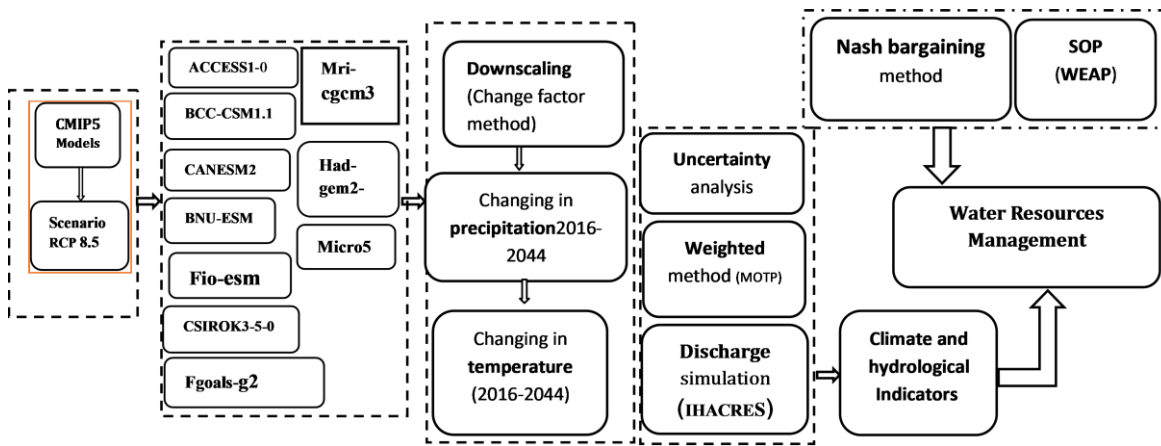 CMIP5
Models
Scenario
RCP 8.5
ACCESS1-0
BCC-CSM1.1
CANESM2
BNU-ESM
Fio-esm
CSIROK3-5-0
Fgoals-g2
Mri-
cgcm3
Had-
gem2-
Micro5
Downscaling
(Change factor
method)
Changing in
precipitation2016-
2044
Changing in
temperature
(2016-2044)
Uncertainty
analysis
Weighted
method (MOTP)
Discharge
simulation
(IHACRES)
Climate and
hydrological
Indicators
Nash bargaining
method
SOP
(WEAP)
Water Resources
Management